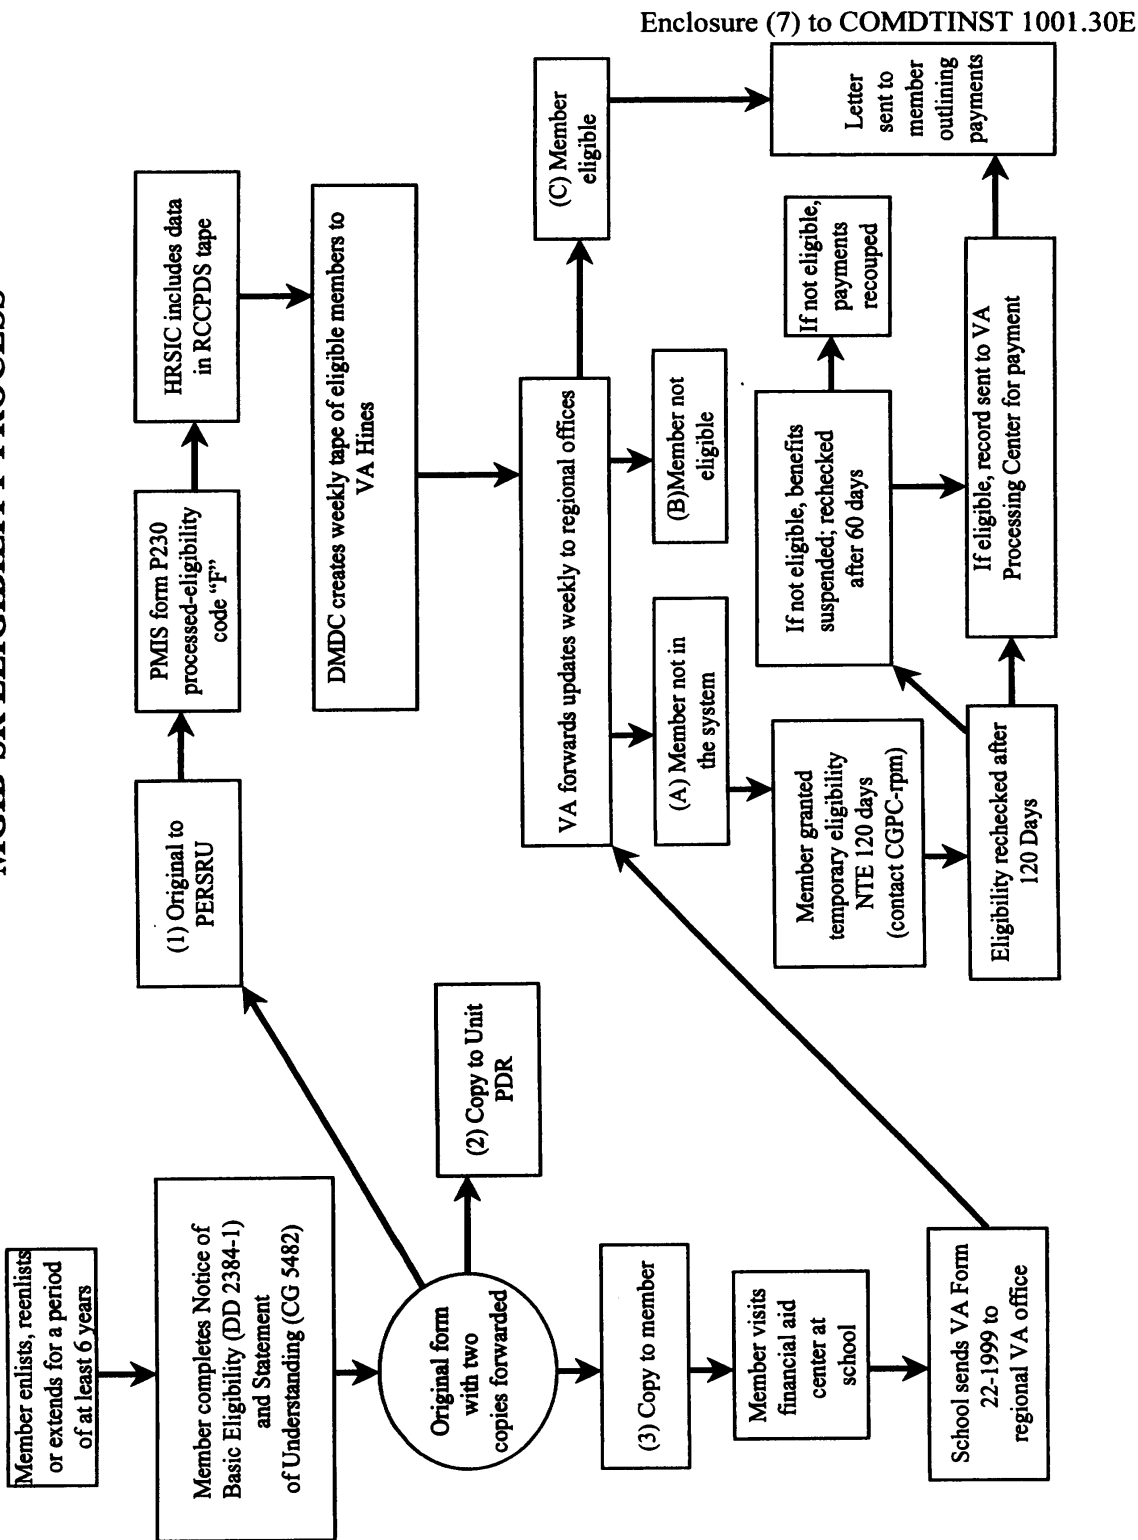 Enclosure (7) to COMDTINST 1001.30E
MGIB-SR ELIGIBILITY PROCESS
Member enlists, reenlists
or extends for a period
of at least 6 years
Member completes Notice of
Basic Eligibility (DD 2384-1)
and Statement
of Understanding (CG 5482)
Original form
with two
copies forwarded
(1) Original to
PERSRU
PMIS form P230
processed-eligibility
code “F”
HRSIC includes data
in RCCPDS tape
DMDC creates weekly tape of eligible members to
VA Hines
(2) Copy to Unit
PDR
(3) Copy to member
Member visits
financial aid
center at
school
School sends VA Form
22-1999 to
regional VA office
VA forwards updates weekly to regional offices
(A) Member not in
the system
(B)Member not
eligible
(C) Member
eligible
Member granted
temporary eligibility
NTE 120 days
(contact CGPC-rpm)
Eligibility rechecked after
120 Days
If not eligible, benefits
suspended; rechecked
after 60 days
If not eligible,
payments
recouped
If eligible, record sent to VA
Processing Center for payment
Letter
sent to
member
outlining
payments